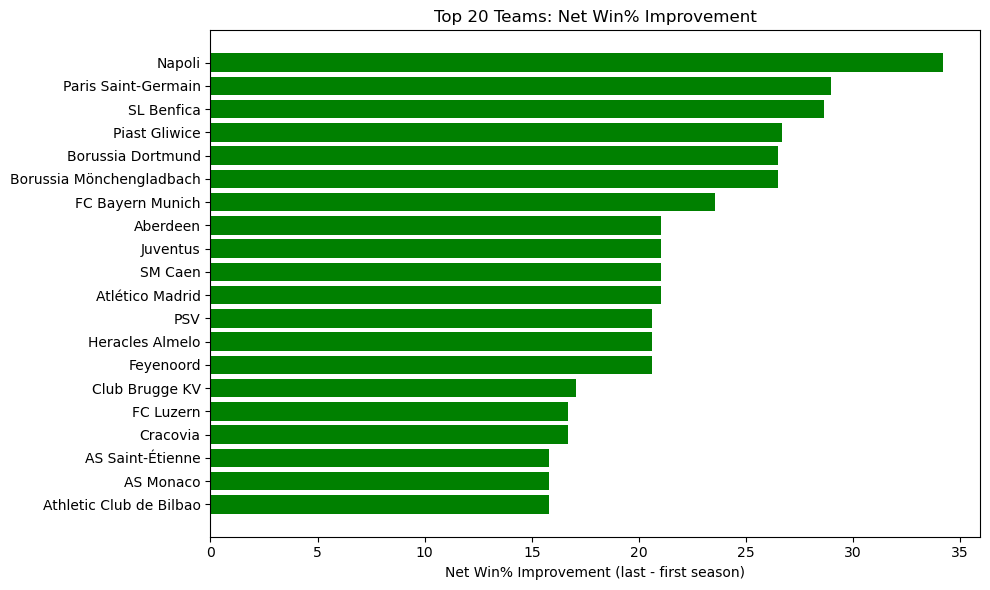 Top 20 Teams: Net Win% Improvement
Napoli
Paris Saint-Germain
SL Benfica
Piast Gliwice
Borussia Dortmund
Borussia Mönchengladbach
FC Bayern Munich
Aberdeen
Juventus
SM Caen
Atlético Madrid
PSV
Heracles Almelo
Feyenoord
Club Brugge KV
FC Luzern
Cracovia
AS Saint-Étienne
AS Monaco
Athletic Club de Bilbao
0 5 10 15 20 25 30 35
Net Win% Improvement (last - first season)